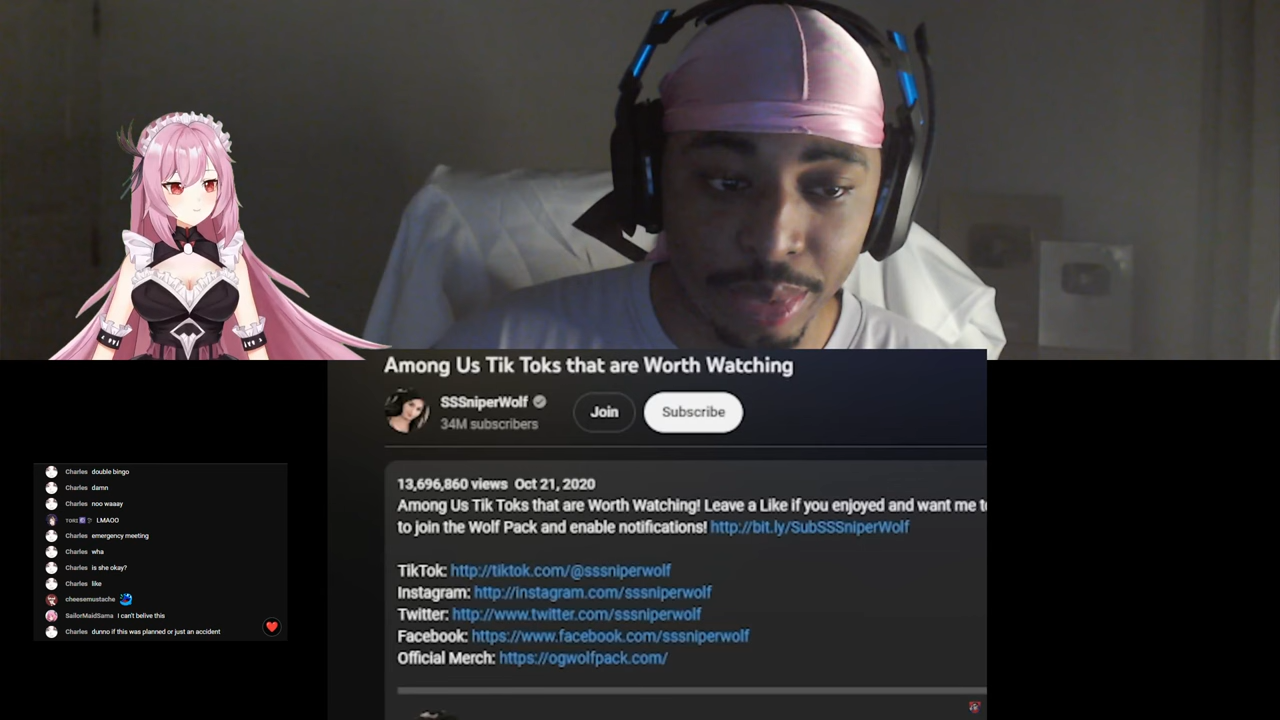 Among Us Tik Toks that are Worth Watching
SSSniperWolf
34M subscribers
Join
Subscribe
13,696,860 views Oct 21, 2020
Among Us Tik Toks that are Worth Watching! Leave a Like if you enjoyed and want me
to join the Wolf Pack and enable notifications! http://bit.ly/SubSSSniperWolf
TikTok: http://tiktok.com/@sssniperwolf
Instagram: http://instagram.com/sssniperwolf
Twitter: http://www.twitter.com/sssniperwolf
Facebook: https://www.facebook.com/sssniperwolf
Official Merch: https://ogwolfpack.com/
Charles double bingo
Charles damn
Charles noo waaay
LMAOO
Charles emergency meeting
Charles wha
Charles is she okay?
Charles like
cheesemustache
SailorMaidSama I can't belive this
Charles dunno if this was planned or just an accident